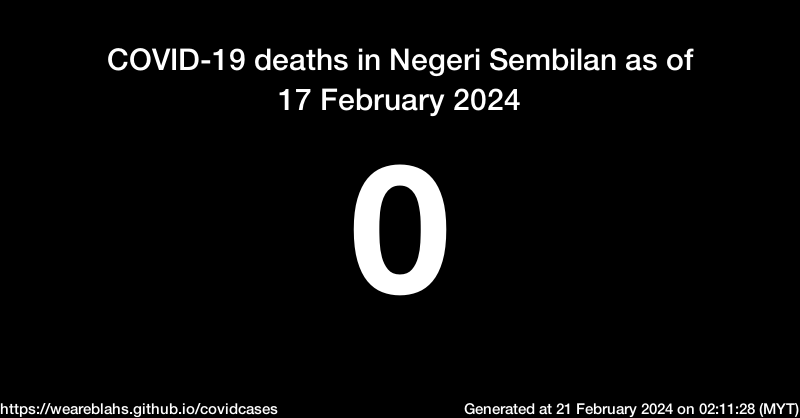 COVID-19 deaths in Negeri Sembilan as of
17 February 2024
0
https://weareblahs.github.io/covidcases
Generated at 21 February 2024 on 02:11:28 (MYT)